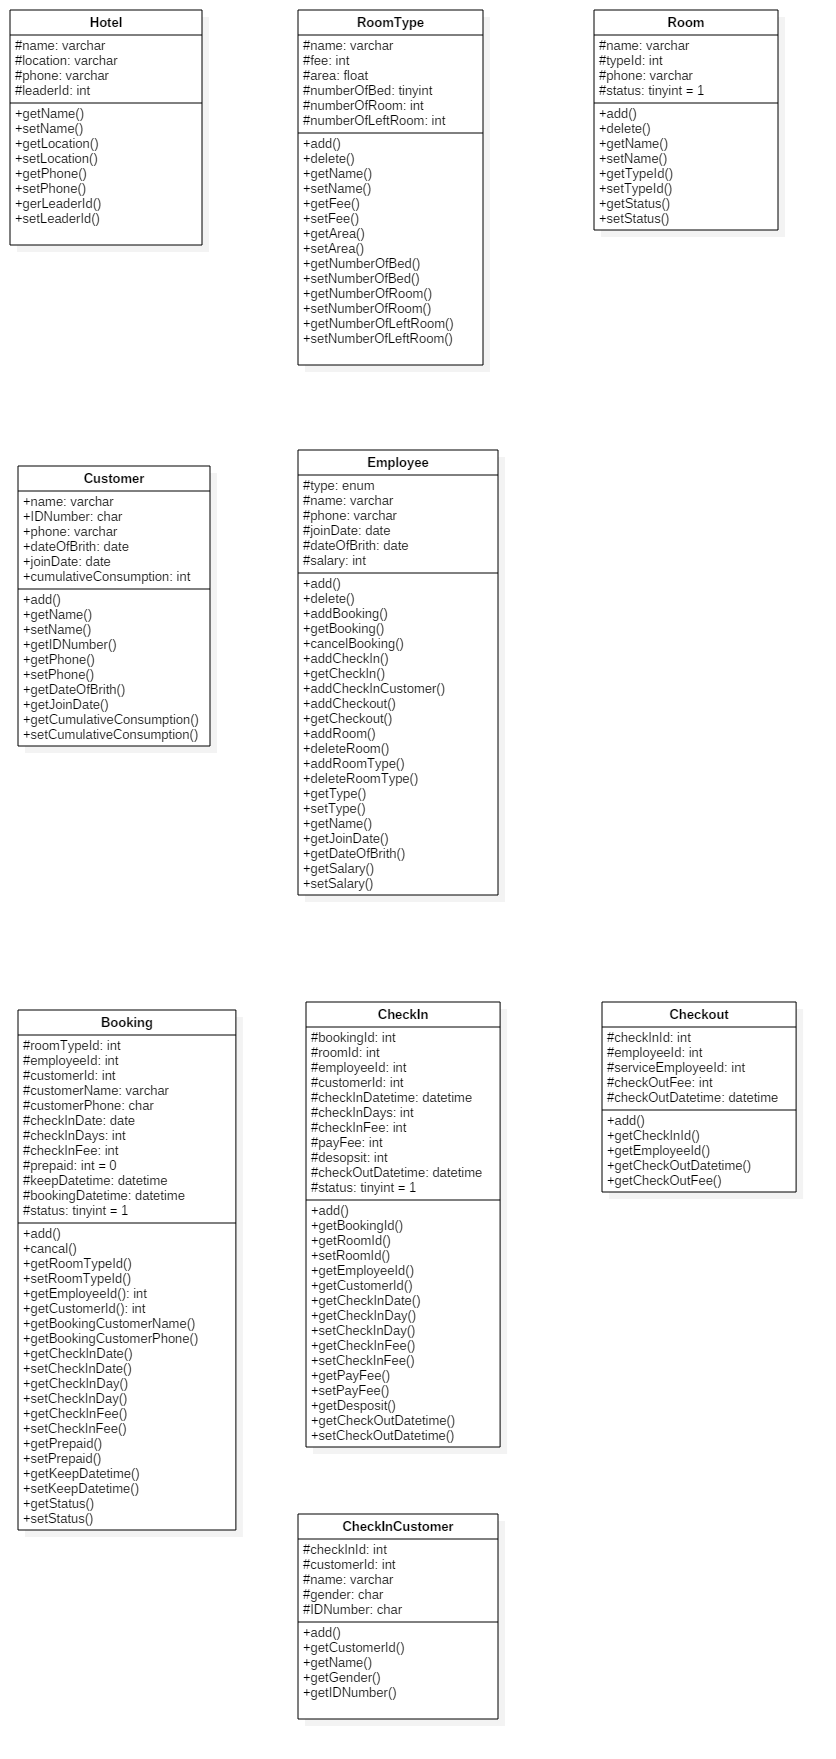 Hotel
#name: varchar
#location: varchar
#phone: varchar
#leaderId: int
+getName()
+setName()
+getLocation()
+setLocation()
+getPhone()
+setPhone()
+gerLeaderId()
+setLeaderId()
RoomType
#name: varchar
#fee: int
#area: float
#numberOfBed: tinyint
#numberOfRoom: int
#numberOfLeftRoom: int
+add()
+delete()
+getName()
+setName()
+getFee()
+setFee()
+getArea()
+setArea()
+getNumberOfBed()
+setNumberOfBed()
+getNumberOfRoom()
+setNumberOfRoom()
+getNumberOfLeftRoom()
+setNumberOfLeftRoom()
Room
#name: varchar
#typeId: int
#phone: varchar
#status: tinyint = 1
+add()
+delete()
+getName()
+setName()
+getTypeId()
+setTypeId()
+getStatus()
+setStatus()
Customer
+name: varchar
+IDNumber: char
+phone: varchar
+dateOfBrith: date
+joinDate: date
+cumulativeConsumption: int
+add()
+getName()
+setName()
+getIDNumber()
+getPhone()
+setPhone()
+getDateOfBrith()
+getJoinDate()
+getCumulativeConsumption()
+setCumulativeConsumption()
Employee
#type: enum
#name: varchar
#phone: varchar
#joinDate: date
#dateOfBrith: date
#salary: int
+add()
+delete()
+addBooking()
+getBooking()
+cancelBooking()
+addCheckIn()
+getCheckIn()
+addCheckInCustomer()
+addCheckout()
+getCheckout()
+addRoom()
+deleteRoom()
+addRoomType()
+deleteRoomType()
+getType()
+setType()
+getName()
+getJoinDate()
+getDateOfBrith()
+getSalary()
+setSalary()
Booking
#roomTypeId: int
#employeeId: int
#customerId: int
#customerName: varchar
#customerPhone: char
#checkInDate: date
#checkInDays: int
#checkInFee: int
#prepaid: int = 0
#keepDatetime: datetime
#bookingDatetime: datetime
#status: tinyint = 1
+add()
+cancal()
+getRoomTypeId()
+setRoomTypeId()
+getEmployeeId(): int
+getCustomerId(): int
+getBookingCustomerName()
+getBookingCustomerPhone()
+getCheckInDate()
+setCheckInDate()
+getCheckInDay()
+setCheckInDay()
+getCheckInFee()
+setCheckInFee()
+getPrepaid()
+setPrepaid()
+getKeepDatetime()
+setKeepDatetime()
+getStatus()
+setStatus()
CheckIn
#bookingId: int
#roomId: int
#employeeId: int
#customerId: int
#checkInDatetime: datetime
#checkInDays: int
#checkInFee: int
#payFee: int
#desopsit: int
#checkOutDatetime: datetime
#status: tinyint = 1
+add()
+getBookingId()
+getRoomId()
+setRoomId()
+getEmployeeId()
+getCustomerId()
+getCheckInDate()
+getCheckInDay()
+setCheckInDay()
+getCheckInFee()
+setCheckInFee()
+getPayFee()
+setPayFee()
+getDesposit()
+getCheckOutDatetime()
+setCheckOutDatetime()
Checkout
#checkInId: int
#employeeId: int
#serviceEmployeeId: int
#checkOutFee: int
#checkOutDatetime: datetime
+add()
+getCheckInId()
+getEmployeeId()
+getCheckOutDatetime()
+getCheckOutFee()
CheckInCustomer
#checkInId: int
#customerId: int
#name: varchar
#gender: char
#IDNumber: char
+add()
+getCustomerId()
+getName()
+getGender()
+getIDNumber()